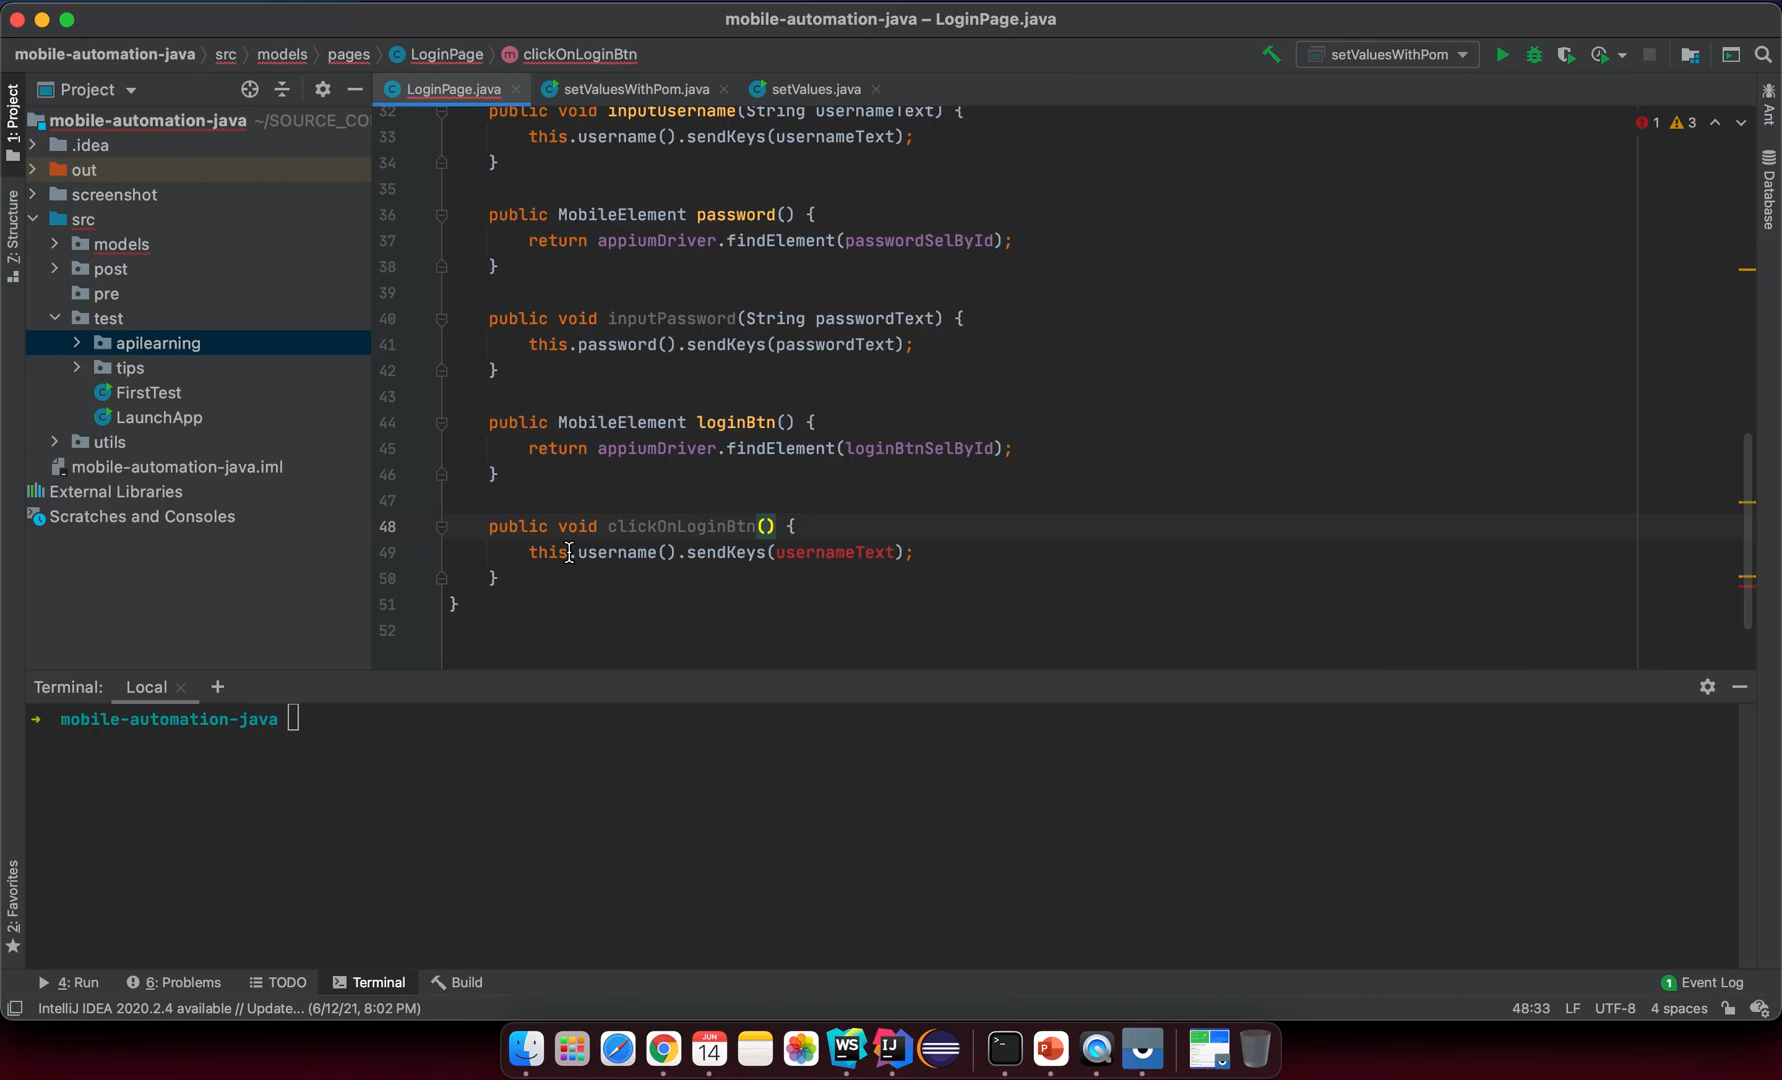 mobile-automation-java – LoginPage.java
mobile-automation-java src models pages LoginPage clickOnLoginBtn setValuesWithPom
Project LoginPage.java setValuesWithPom.java setValues.java
1: Project
7: Structure
2: Favorites
mobile-automation-java ~/SOURCE_CO
.idea
out
screenshot
src
models
post
pre
test
apilearning
tips
FirstTest
LaunchApp
utils
mobile-automation-java.iml
External Libraries
Scratches and Consoles
32 public void inputUsername(String usernameText) {
33 this.username().sendKeys(usernameText);
34 }
35
36 public MobileElement password() {
37 return appiumDriver.findElement(passwordSelById);
38 }
39
40 public void inputPassword(String passwordText) {
41 this.password().sendKeys(passwordText);
42 }
43
44 public MobileElement loginBtn() {
45 return appiumDriver.findElement(loginBtnSelById);
46 }
47
48 public void clickOnLoginBtn() {
49 this.username().sendKeys(usernameText);
50 }
51 }
52
1 3
Ant
Database
Terminal: Local
mobile-automation-java
4: Run 6: Problems TODO Terminal Build 1 Event Log
IntelliJ IDEA 2020.2.4 available // Update... (6/12/21, 8:02 PM) 48:33 LF UTF-8 4 spaces
JUN
14
WS
IJ
P